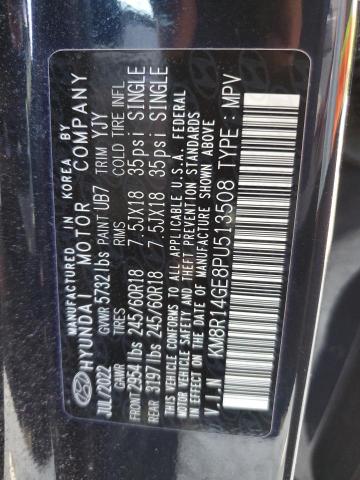 MANUFACTURED IN KOREA BY
HYUNDAI MOTOR COMPANY
JUL/2022 GVWR 5732 lbs PAINT UB7 TRIM YJY
GAWR TIRES RIMS COLD TIRE INFL
FRONT 2954 lbs 245/60R18 7.5JX18 35psi SINGLE
REAR 3197 lbs 245/60R18 7.5JX18 35psi SINGLE
THIS VEHICLE CONFORMS TO ALL APPLICABLE U.S.A. FEDERAL
MOTOR VEHICLE SAFETY AND THEFT PREVENTION STANDARDS
IN EFFECT ON THE DATE OF MANUFACTURE SHOWN ABOVE
V.I.N KM8R14GE8PU513508 TYPE : MPV